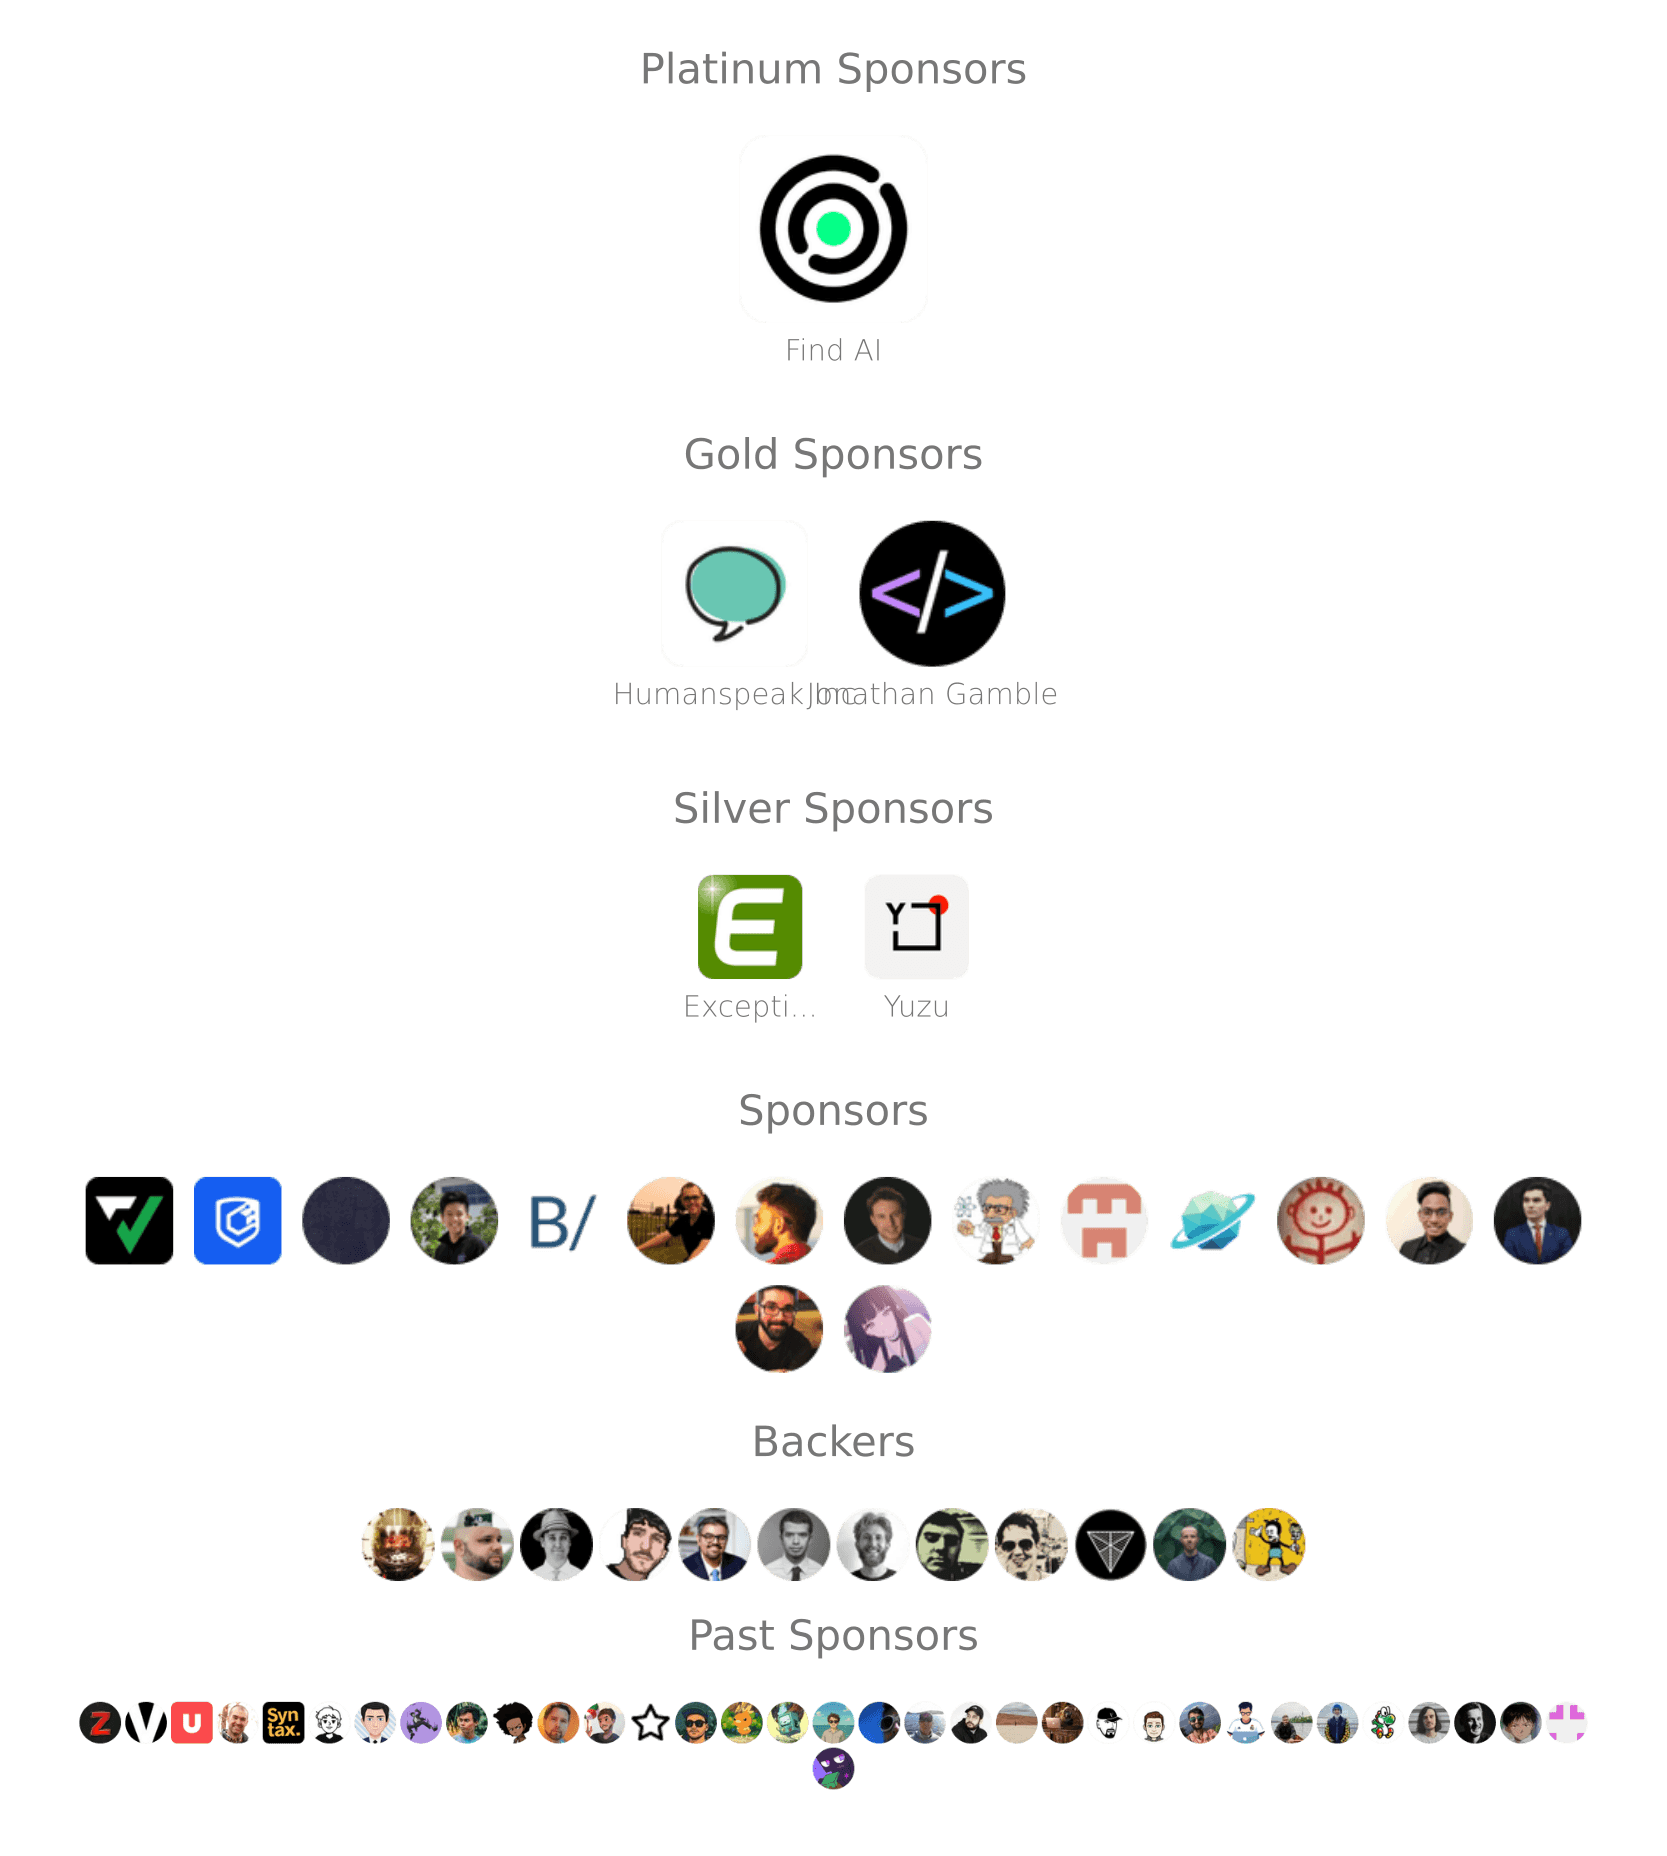 Platinum Sponsors
Find AI
Gold Sponsors
Humanspeak Inc Jonathan Gamble
Silver Sponsors
E Y
Excepti... Yuzu
Sponsors
B/
Backers
Past Sponsors
Z V U Syn
tax.